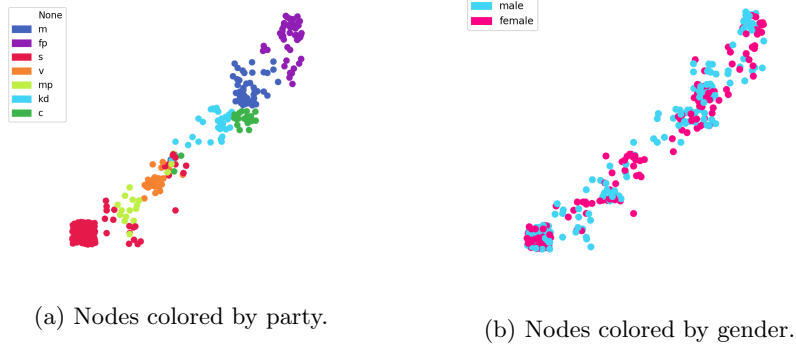 None
m
fp
s
v
mp
kd
c
male
female
(a) Nodes colored by party.
(b) Nodes colored by gender.